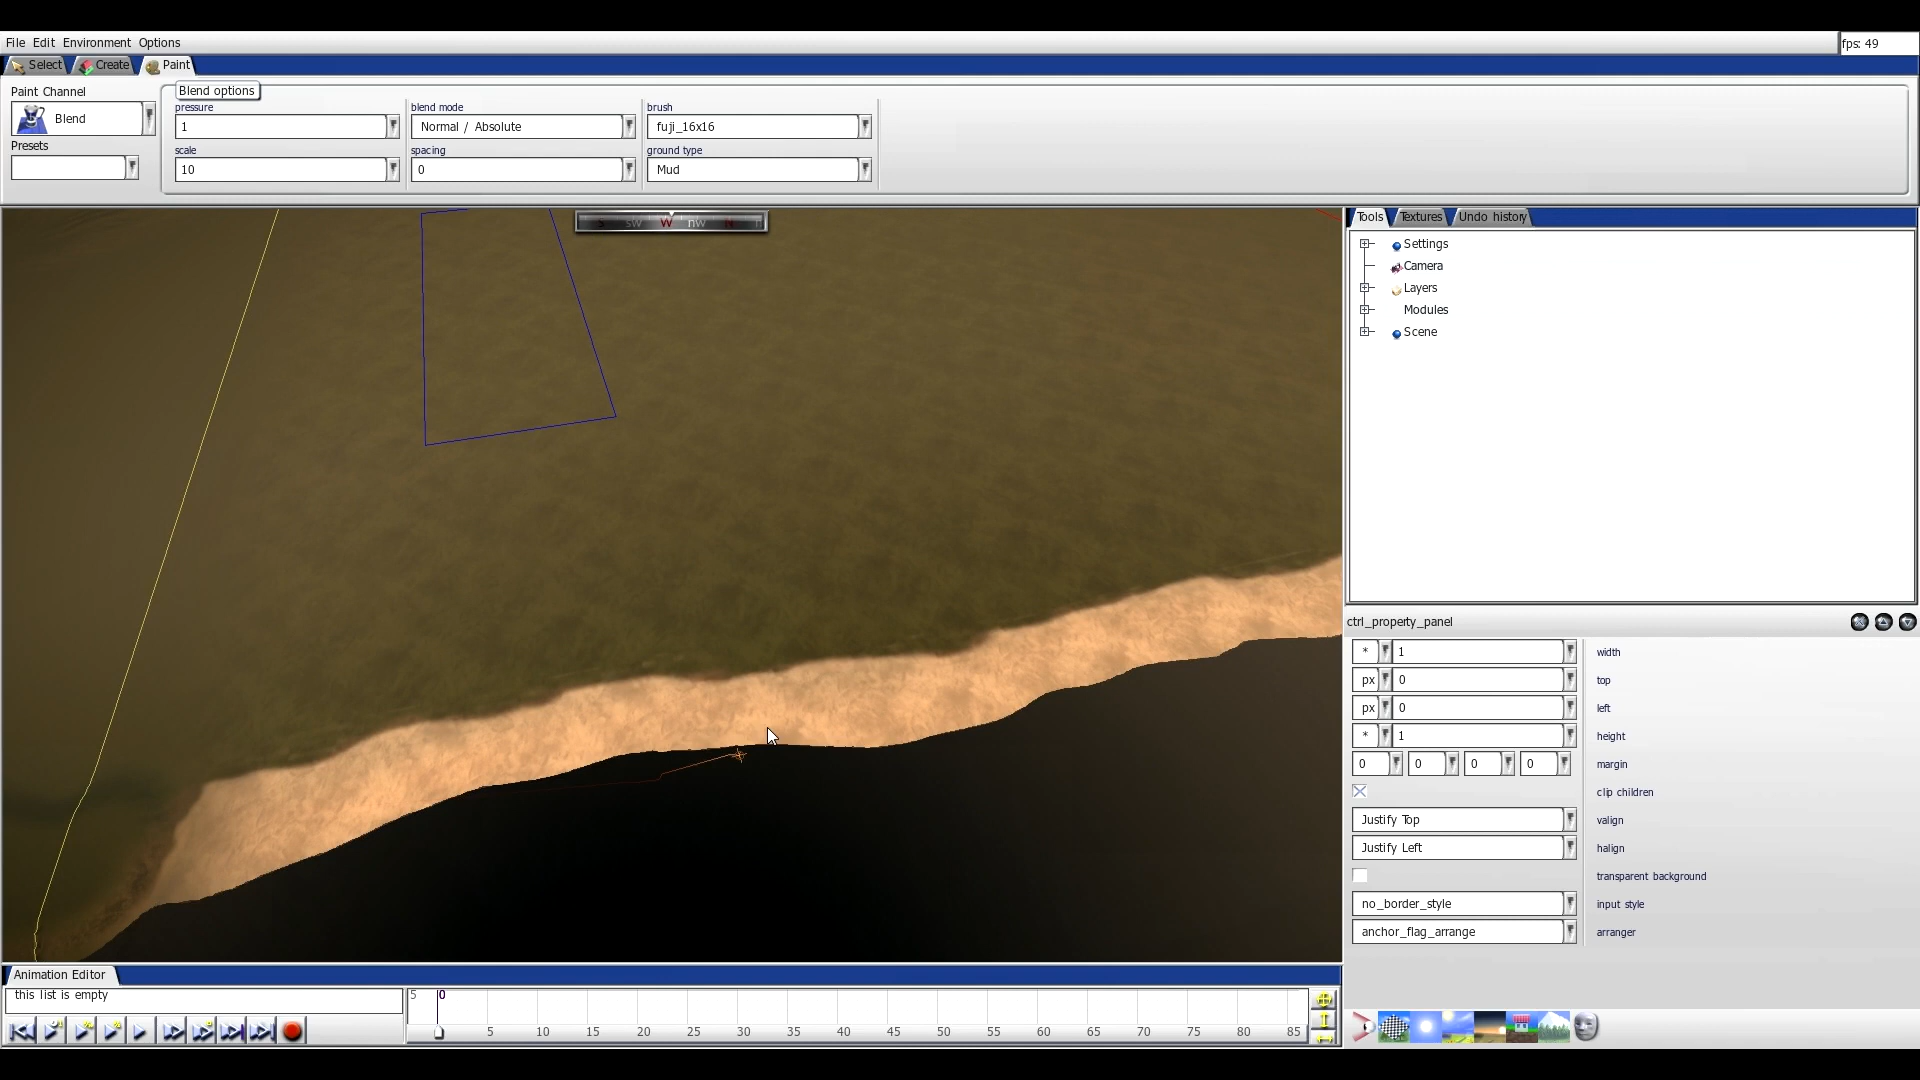 File Edit Environment Options
fps: 49
Select Create Paint
Paint Channel
Blend
Presets
Blend options
pressure blend mode brush
1 Normal / Absolute fuji_16x16
scale spacing ground type
10 0 Mud
S sw W nw N
Tools Textures Undo history
Settings
Camera
Layers
Modules
Scene
ctrl_property_panel
* 1 width
px 0 top
px 0 left
* 1 height
0 0 0 0 margin
clip children
Justify Top valign
Justify Left halign
transparent background
no_border_style input style
anchor_flag_arrange arranger
Animation Editor
this list is empty
5 0
5 10 15 20 25 30 35 40 45 50 55 60 65 70 75 80 85